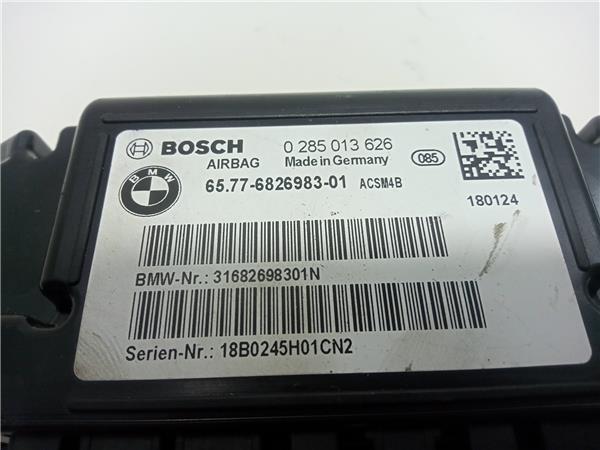 BOSCH 0 285 013 626
AIRBAG Made in Germany 085
BMW 65.77-6826983-01 ACSM4B
180124
BMW-Nr.: 31682698301N
Serien-Nr.: 18B0245H01CN2